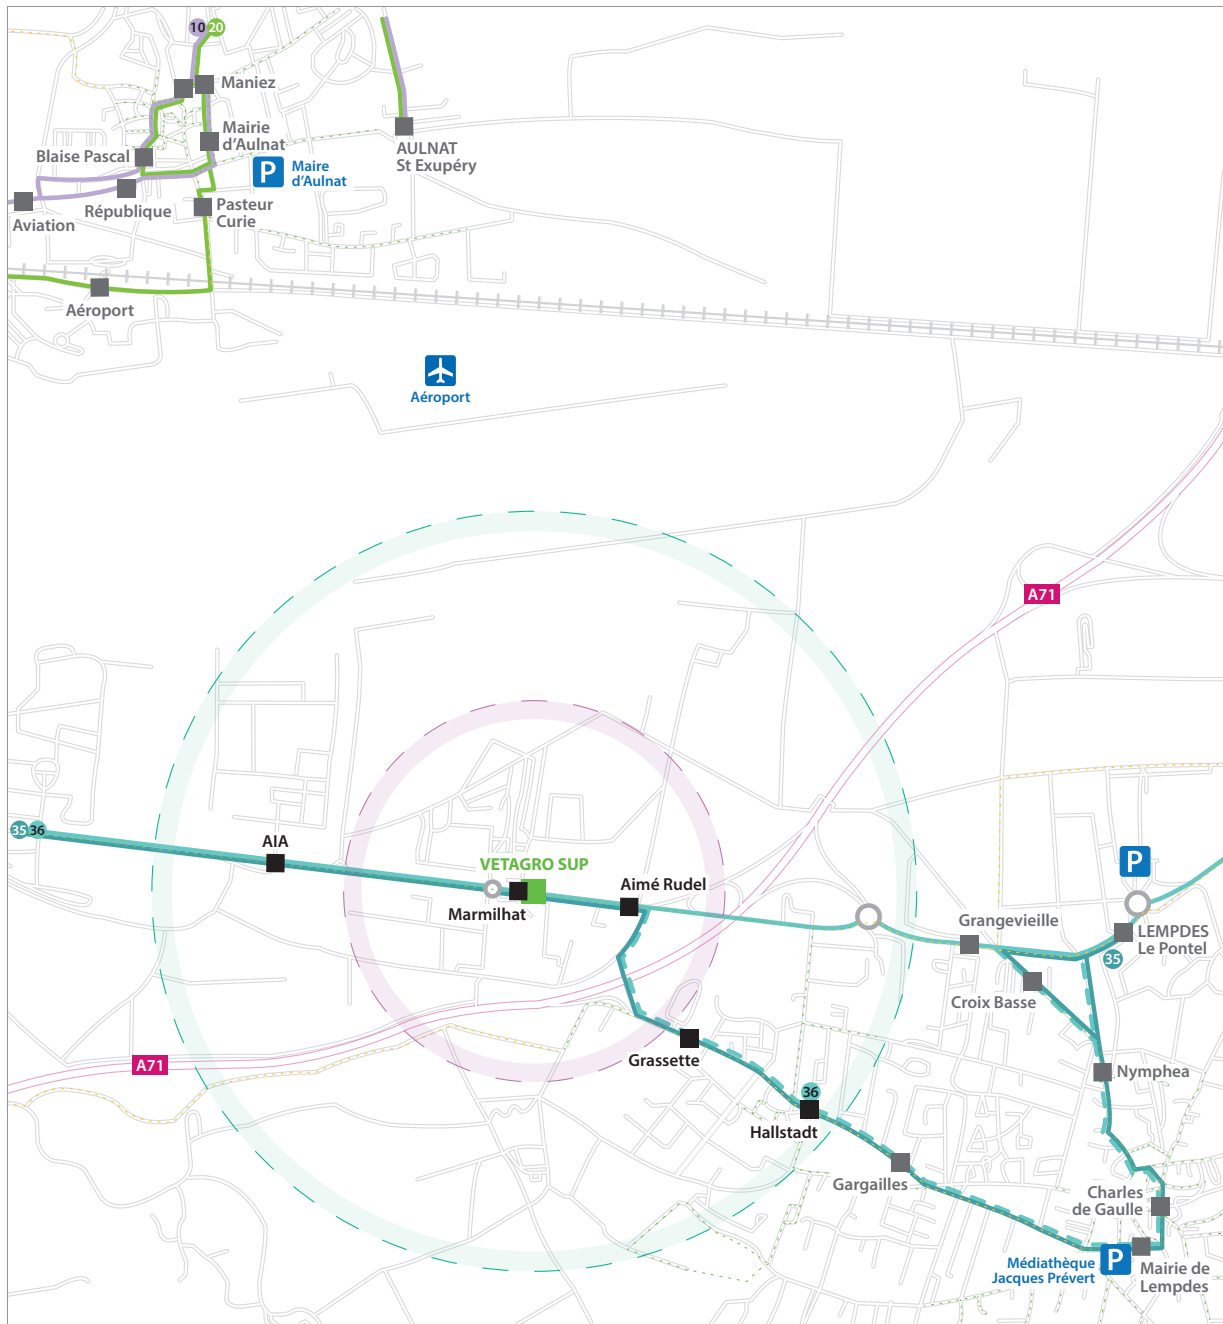 10 20
Maniez
Mairie
d'Aulnat
P
Maire
d'Aulnat
AULNAT
St Exupéry
Blaise Pascal
République
Aviation
Pasteur
Curie
Aéroport
Aéroport
A71
35 36
AIA
VETAGRO SUP
Marmilhat
Aimé Rudel
P
Grangevieille
LEMPDES
Le Pontel
35
Croix Basse
Grassette
A71
Nymphea
36
Hallstadt
Gargailles
Charles
de Gaulle
P
Médiathèque
Jacques Prévert
Mairie de
Lempdes